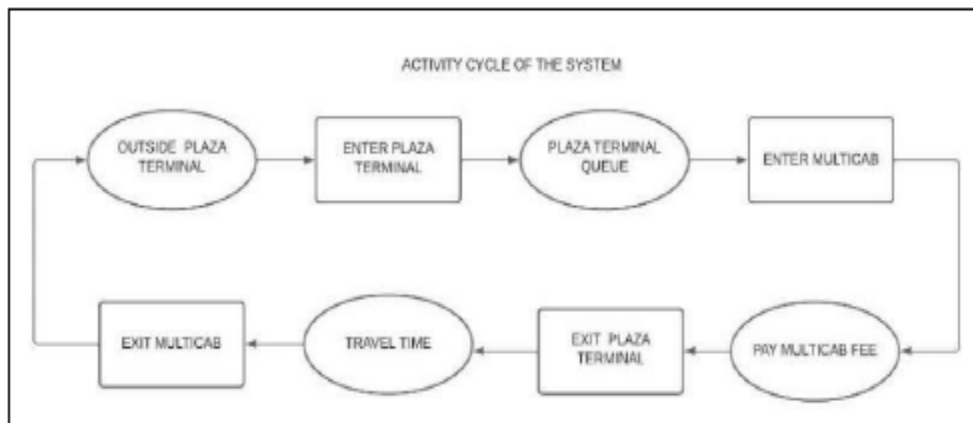 ACTIVITY CYCLE OF THE SYSTEM
OUTSIDE PLAZA
TERMINAL
ENTER PLAZA
TERMINAL
PLAZA TERMINAL
QUEUE
ENTER MULTICAB
EXIT MULTICAB
TRAVEL TIME
EXIT PLAZA
TERMINAL
PAY MULTICAB FEE